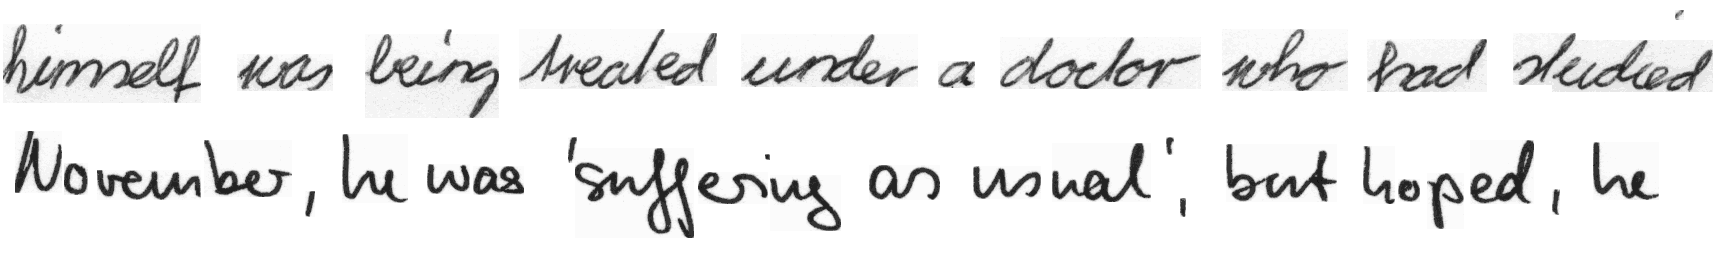 himself was being treated under a doctor who had studied
November, he was 'suffering as usual', but hoped, he